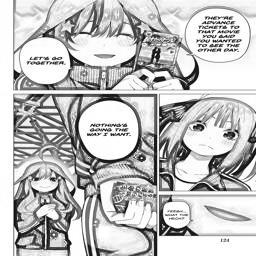 THEY'RE
ADVANCE
TICKETS TO
THAT MOVIE
YOU SAID
YOU WANTED
TO SEE THE
OTHER DAY.
LET'S GO
TOGETHER.
NOTHING'S
GOING THE
WAY I WANT.
WHAT THE
HECK?
124